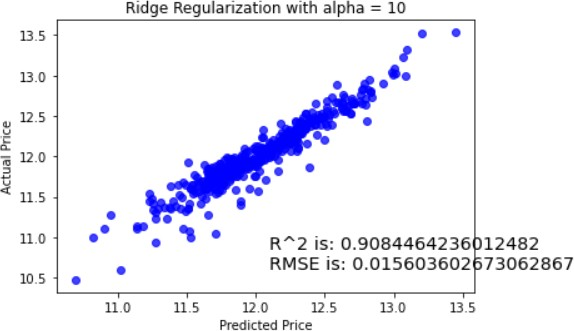 Ridge Regularization with alpha = 10
13.5
13.0
12.5
12.0
11.5
11.0
10.5
Actual Price
R^2 is: 0.9084464236012482
RMSE is: 0.015603602673062867
11.0 11.5 12.0 12.5 13.0 13.5
Predicted Price